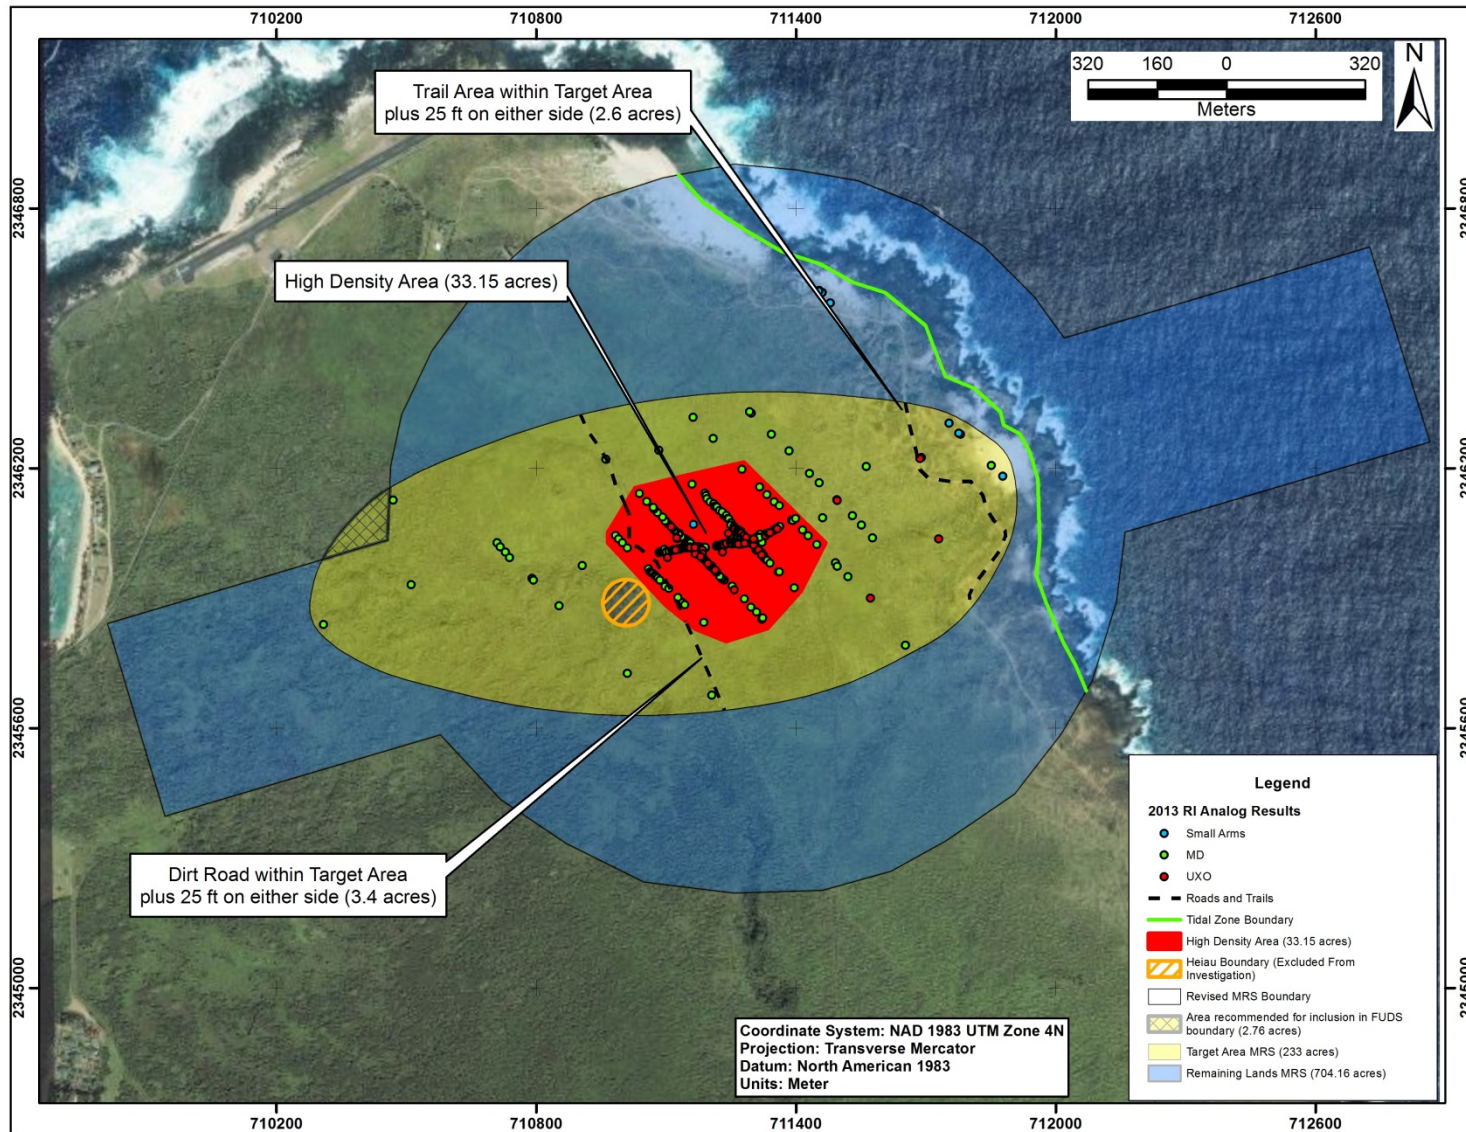 710200 710800 711400 712000 712600
320 160 0 320
Meters
N
Trail Area within Target Area
plus 25 ft on either side (2.6 acres)
2346800 2346800
High Density Area (33.15 acres)
2346200 2346200
2345600 2345600
Dirt Road within Target Area
plus 25 ft on either side (3.4 acres)
2345000 2345000
Legend
2013 RI Analog Results
Small Arms
MD
UXO
Roads and Trails
Tidal Zone Boundary
High Density Area (33.15 acres)
Heiau Boundary (Excluded From
Investigation)
Revised MRS Boundary
Area recommended for inclusion in FUDS
boundary (2.76 acres)
Target Area MRS (233 acres)
Remaining Lands MRS (704.16 acres)
Coordinate System: NAD 1983 UTM Zone 4N
Projection: Transverse Mercator
Datum: North American 1983
Units: Meter
710200 710800 711400 712000 712600